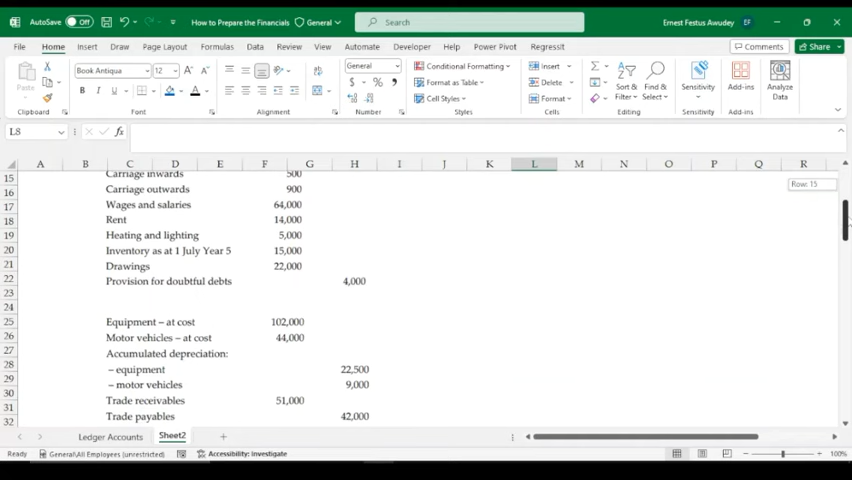 AutoSave Off How to Prepare the Financials General Search Ernest Festus Awudey EF
File Home Insert Draw Page Layout Formulas Data Review View Automate Developer Help Power Pivot Regressit Comments Share
Book Antiqua 12 General Conditional Formatting Insert
Paste Format as Table Delete Sort & Find & Sensitivity Add-ins Analyze
B I U Cell Styles Format Filter Select Data
Clipboard Font Alignment Number Styles Cells Editing Sensitivity Add-ins
L8 fx
A B C D E F G H I J K L M N O P Q R
15 Carriage inwards 500 Row: 15
16 Carriage outwards 900
17 Wages and salaries 64,000
18 Rent 14,000
19 Heating and lighting 5,000
20 Inventory as at 1 July Year 5 15,000
21 Drawings 22,000
22 Provision for doubtful debts 4,000
23
24
25 Equipment – at cost 102,000
26 Motor vehicles – at cost 44,000
27 Accumulated depreciation:
28 – equipment 22,500
29 – motor vehicles 9,000
30 Trade receivables 51,000
31 Trade payables 42,000
32
Ledger Accounts Sheet2
Ready General\All Employees (unrestricted) Accessibility: Investigate 100%